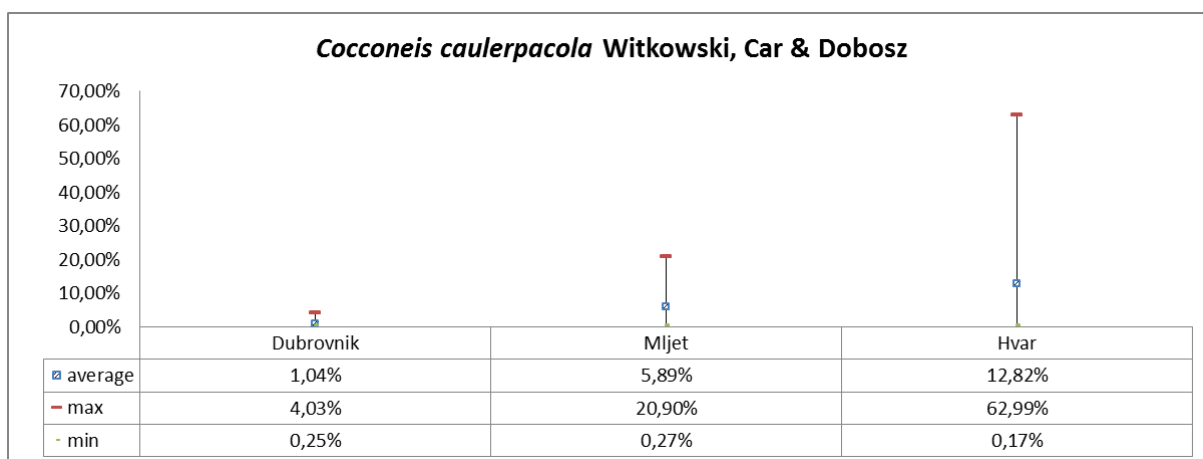 Cocconeis caulerpacola Witkowski, Car & Dobosz
70,00%
60,00%
50,00%
40,00%
30,00%
20,00%
10,00%
0,00%
Dubrovnik Mljet Hvar
average 1,04% 5,89% 12,82%
max 4,03% 20,90% 62,99%
min 0,25% 0,27% 0,17%